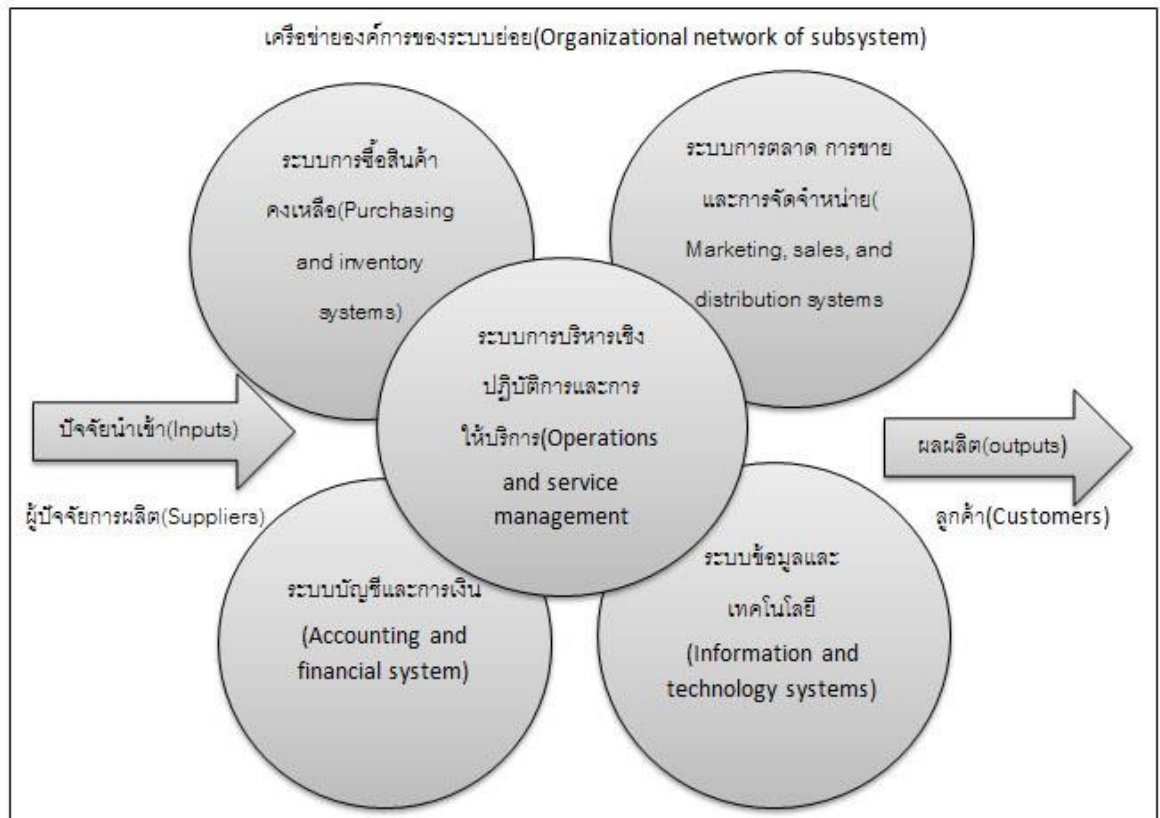 เครือข่ายองค์การของระบบย่อย(Organizational network of subsystem)
ระบบการซื้อสินค้า
คงเหลือ(Purchasing
and inventory
systems)
ระบบการตลาด การขาย
และการจัดจำหน่าย(
Marketing, sales, and
distribution systems
ระบบการบริหารเชิง
ปฏิบัติการและการ
ให้บริการ(Operations
and service
management
ปัจจัยนำเข้า(Inputs)
ผู้ปัจจัยการผลิต(Suppliers)
ผลผลิต(outputs)
ลูกค้า(Customers)
ระบบบัญชีและการเงิน
(Accounting and
financial system)
ระบบข้อมูลและ
เทคโนโลยี
(Information and
technology systems)